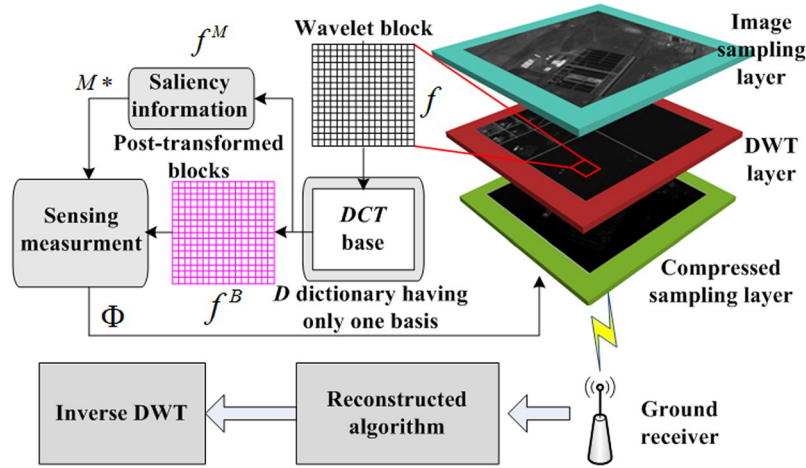 Wavelet block
Image
sampling
layer
f^M
M*
Saliency
information
f
Post-transformed
blocks
DWT
layer
Sensing
measurment
DCT
base
Compressed
sampling layer
f^B
D dictionary having
only one basis
Φ
Inverse DWT
Reconstructed
algorithm
Ground
receiver